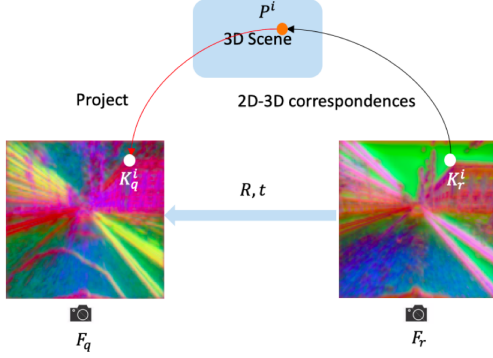 P^i
3D Scene
Project
2D-3D correspondences
K_q^i
K_r^i
R, t
F_q
F_r